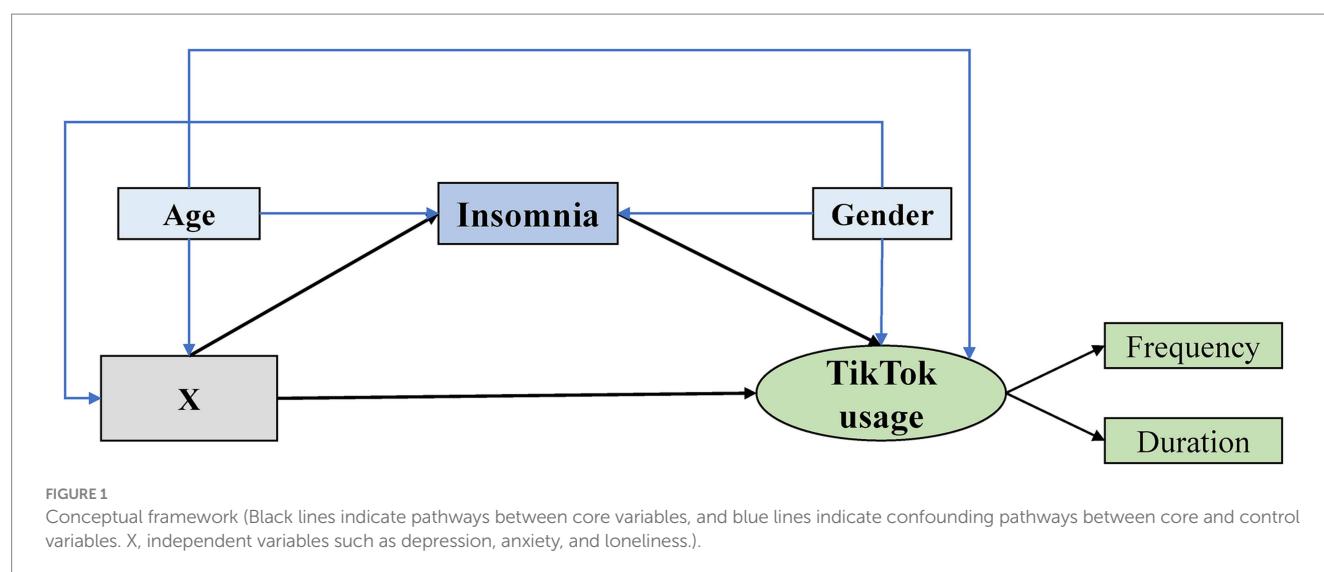 Age
Insomnia
Gender
X
TikTok
usage
Frequency
Duration
FIGURE 1
Conceptual framework (Black lines indicate pathways between core variables, and blue lines indicate confounding pathways between core and control
variables. X, independent variables such as depression, anxiety, and loneliness.).